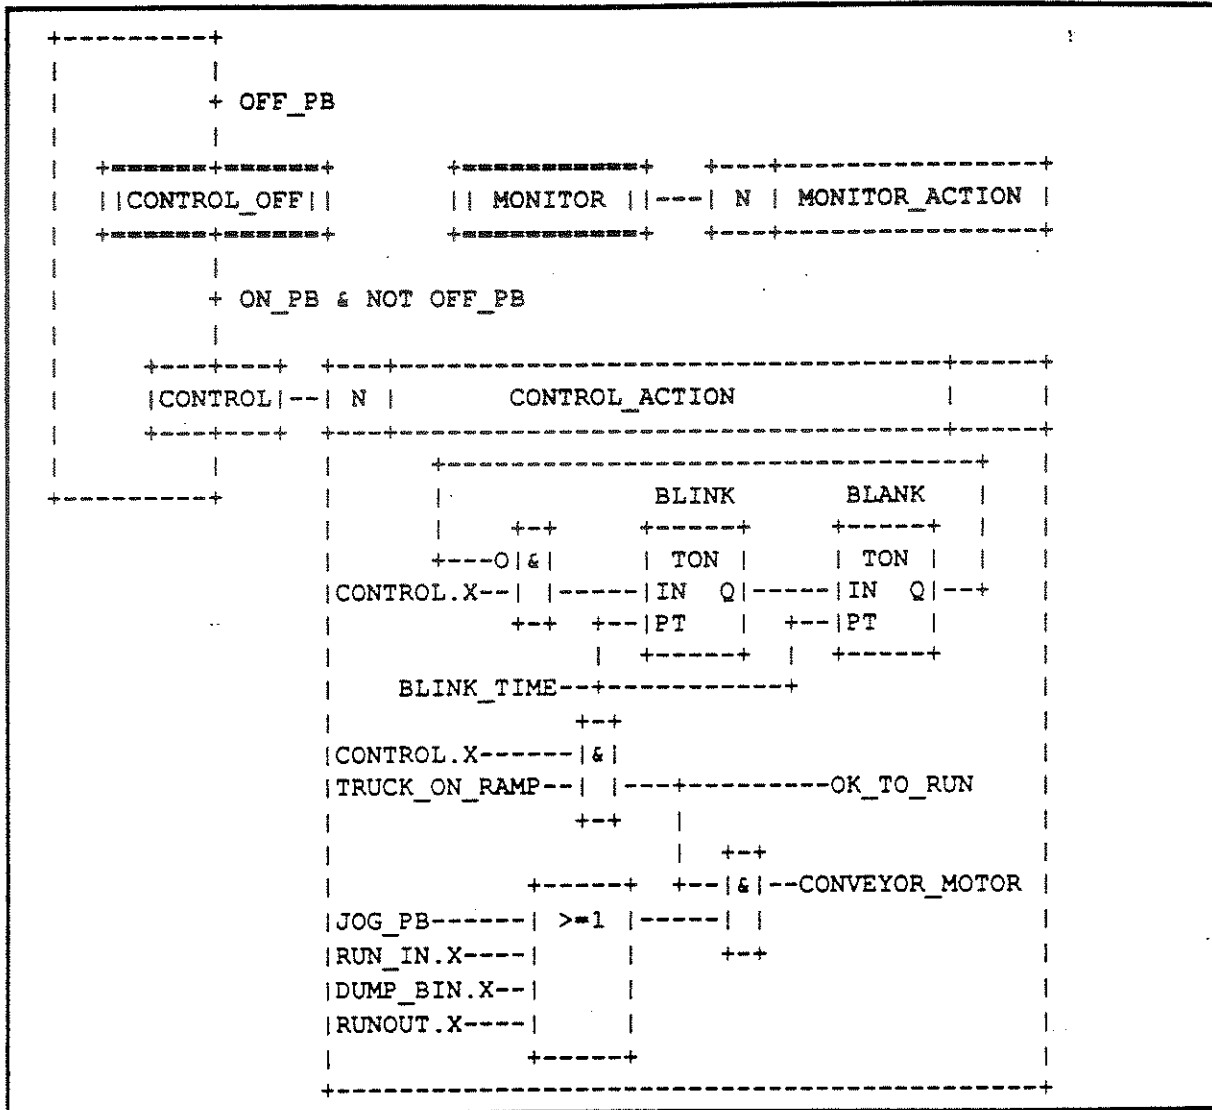 OFF_PB
||CONTROL_OFF|| || MONITOR ||---| N | MONITOR_ACTION |
ON_PB & NOT OFF_PB
|CONTROL|--| N | CONTROL_ACTION | |
BLINK BLANK
+---O|&| | TON | | TON |
|CONTROL.X--| |-----|IN Q|-----|IN Q|--+
+-+ +--|PT | +--|PT |
BLINK_TIME--+-----------+
|CONTROL.X------|&|
|TRUCK_ON_RAMP--| |---+---------OK_TO_RUN
+--|&|--CONVEYOR_MOTOR |
|JOG_PB------| >=1 |-----| |
|RUN_IN.X----|
|DUMP_BIN.X--|
|RUNOUT.X----|